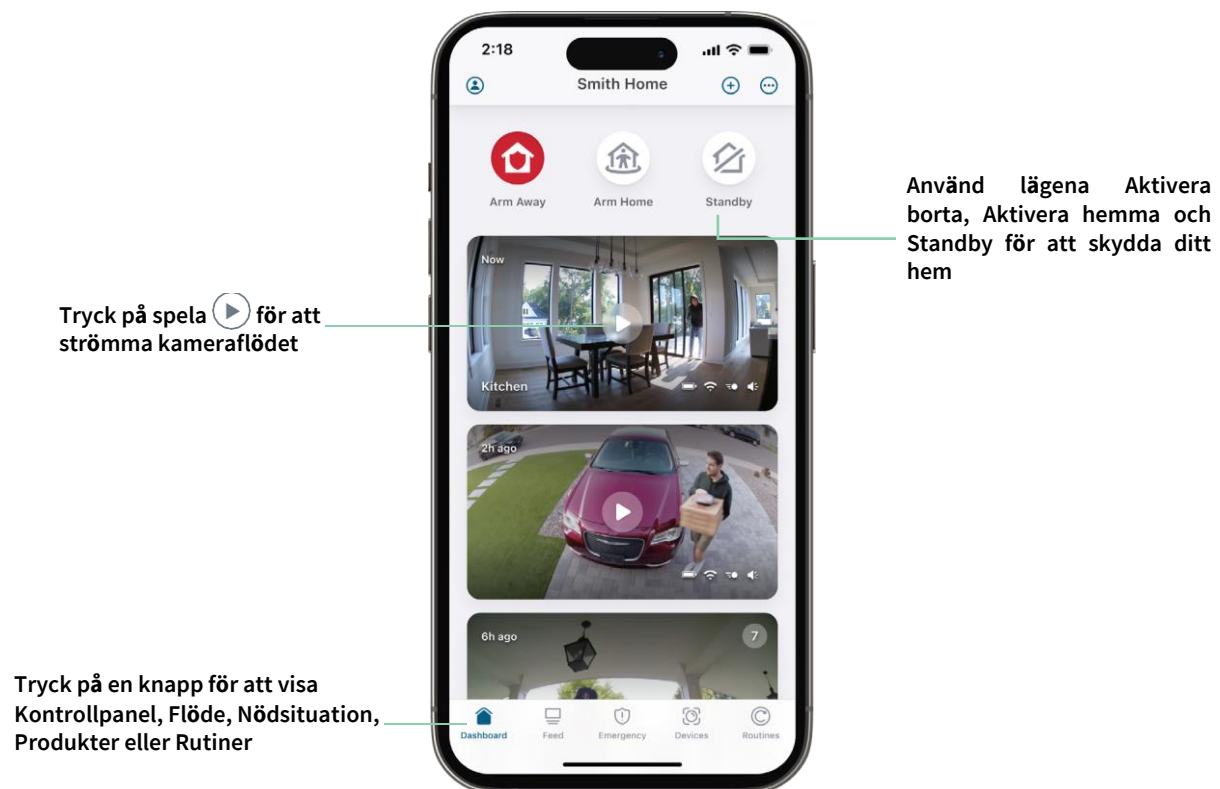 2:18
Smith Home
Arm Away
Arm Home
Standby
Använd lägena Aktivera
borta, Aktivera hemma och
Standby för att skydda ditt
hem
Now
Kitchen
Tryck på spela för att
strömma kameraflödet
2h ago
6h ago
7
Tryck på en knapp för att visa
Kontrollpanel, Flöde, Nödsituation,
Produkter eller Rutiner
Dashboard
Feed
Emergency
Devices
Routines